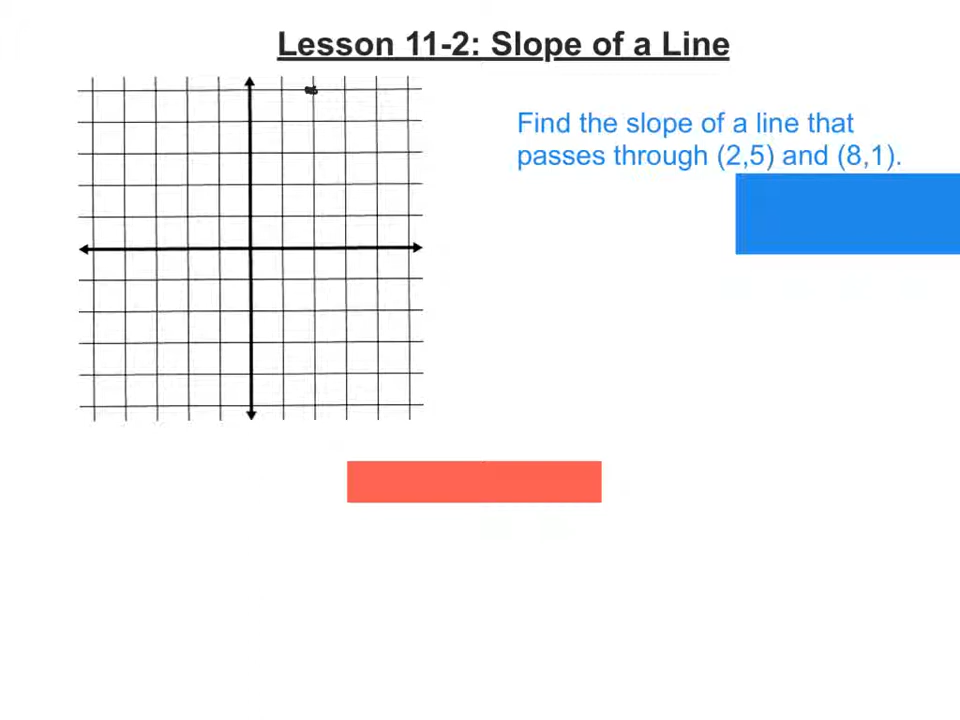 Lesson 11-2: Slope of a Line
Find the slope of a line that
passes through (2,5) and (8,1).